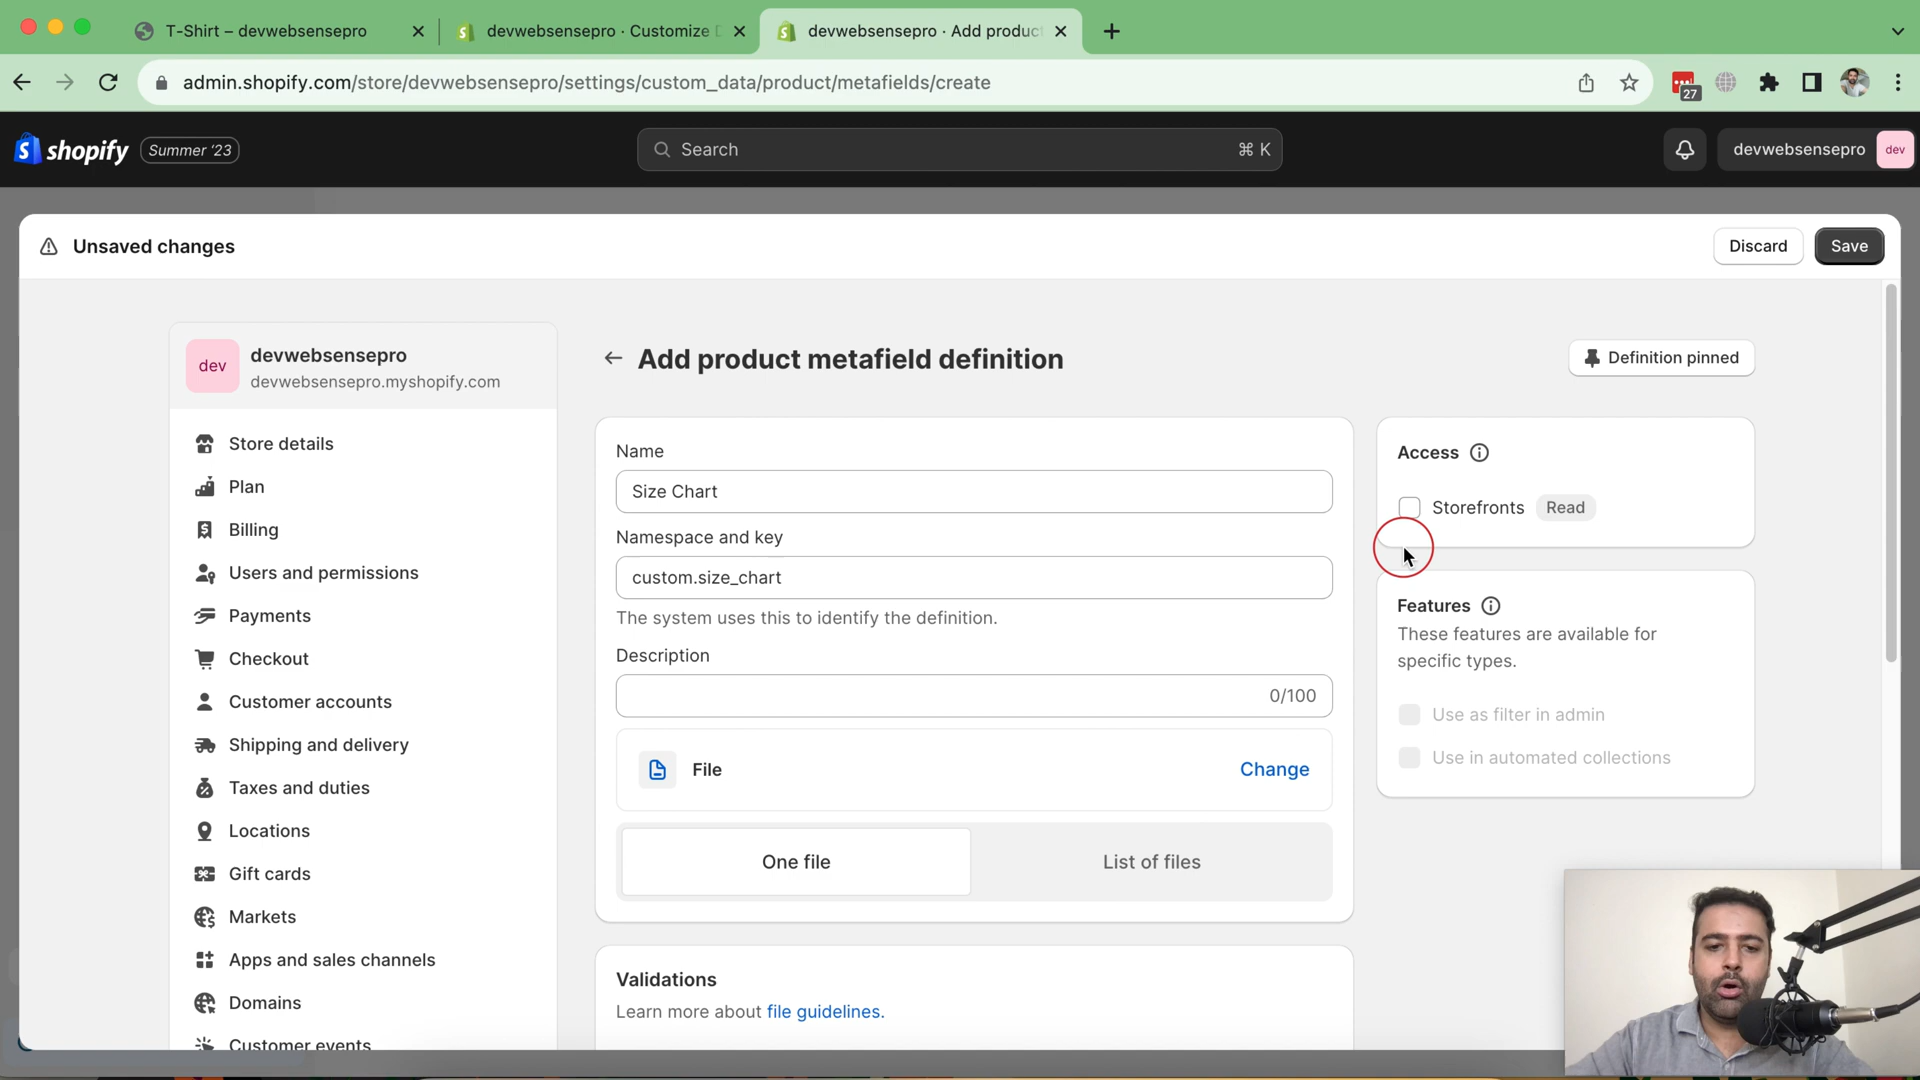 T-Shirt – devwebsensepro
devwebsensepro · Customize
devwebsensepro · Add produc
admin.shopify.com/store/devwebsensepro/settings/custom_data/product/metafields/create
27
shopify
Summer '23
Search
⌘ K
devwebsensepro
dev
Unsaved changes
Discard
Save
dev
devwebsensepro
devwebsensepro.myshopify.com
Store details
Plan
Billing
Users and permissions
Payments
Checkout
Customer accounts
Shipping and delivery
Taxes and duties
Locations
Gift cards
Markets
Apps and sales channels
Domains
Customer events
Add product metafield definition
Definition pinned
Name
Size Chart
Namespace and key
custom.size_chart
The system uses this to identify the definition.
Description
0/100
File
Change
One file
List of files
Validations
Learn more about file guidelines.
Access
Storefronts
Read
Features
These features are available for
specific types.
Use as filter in admin
Use in automated collections